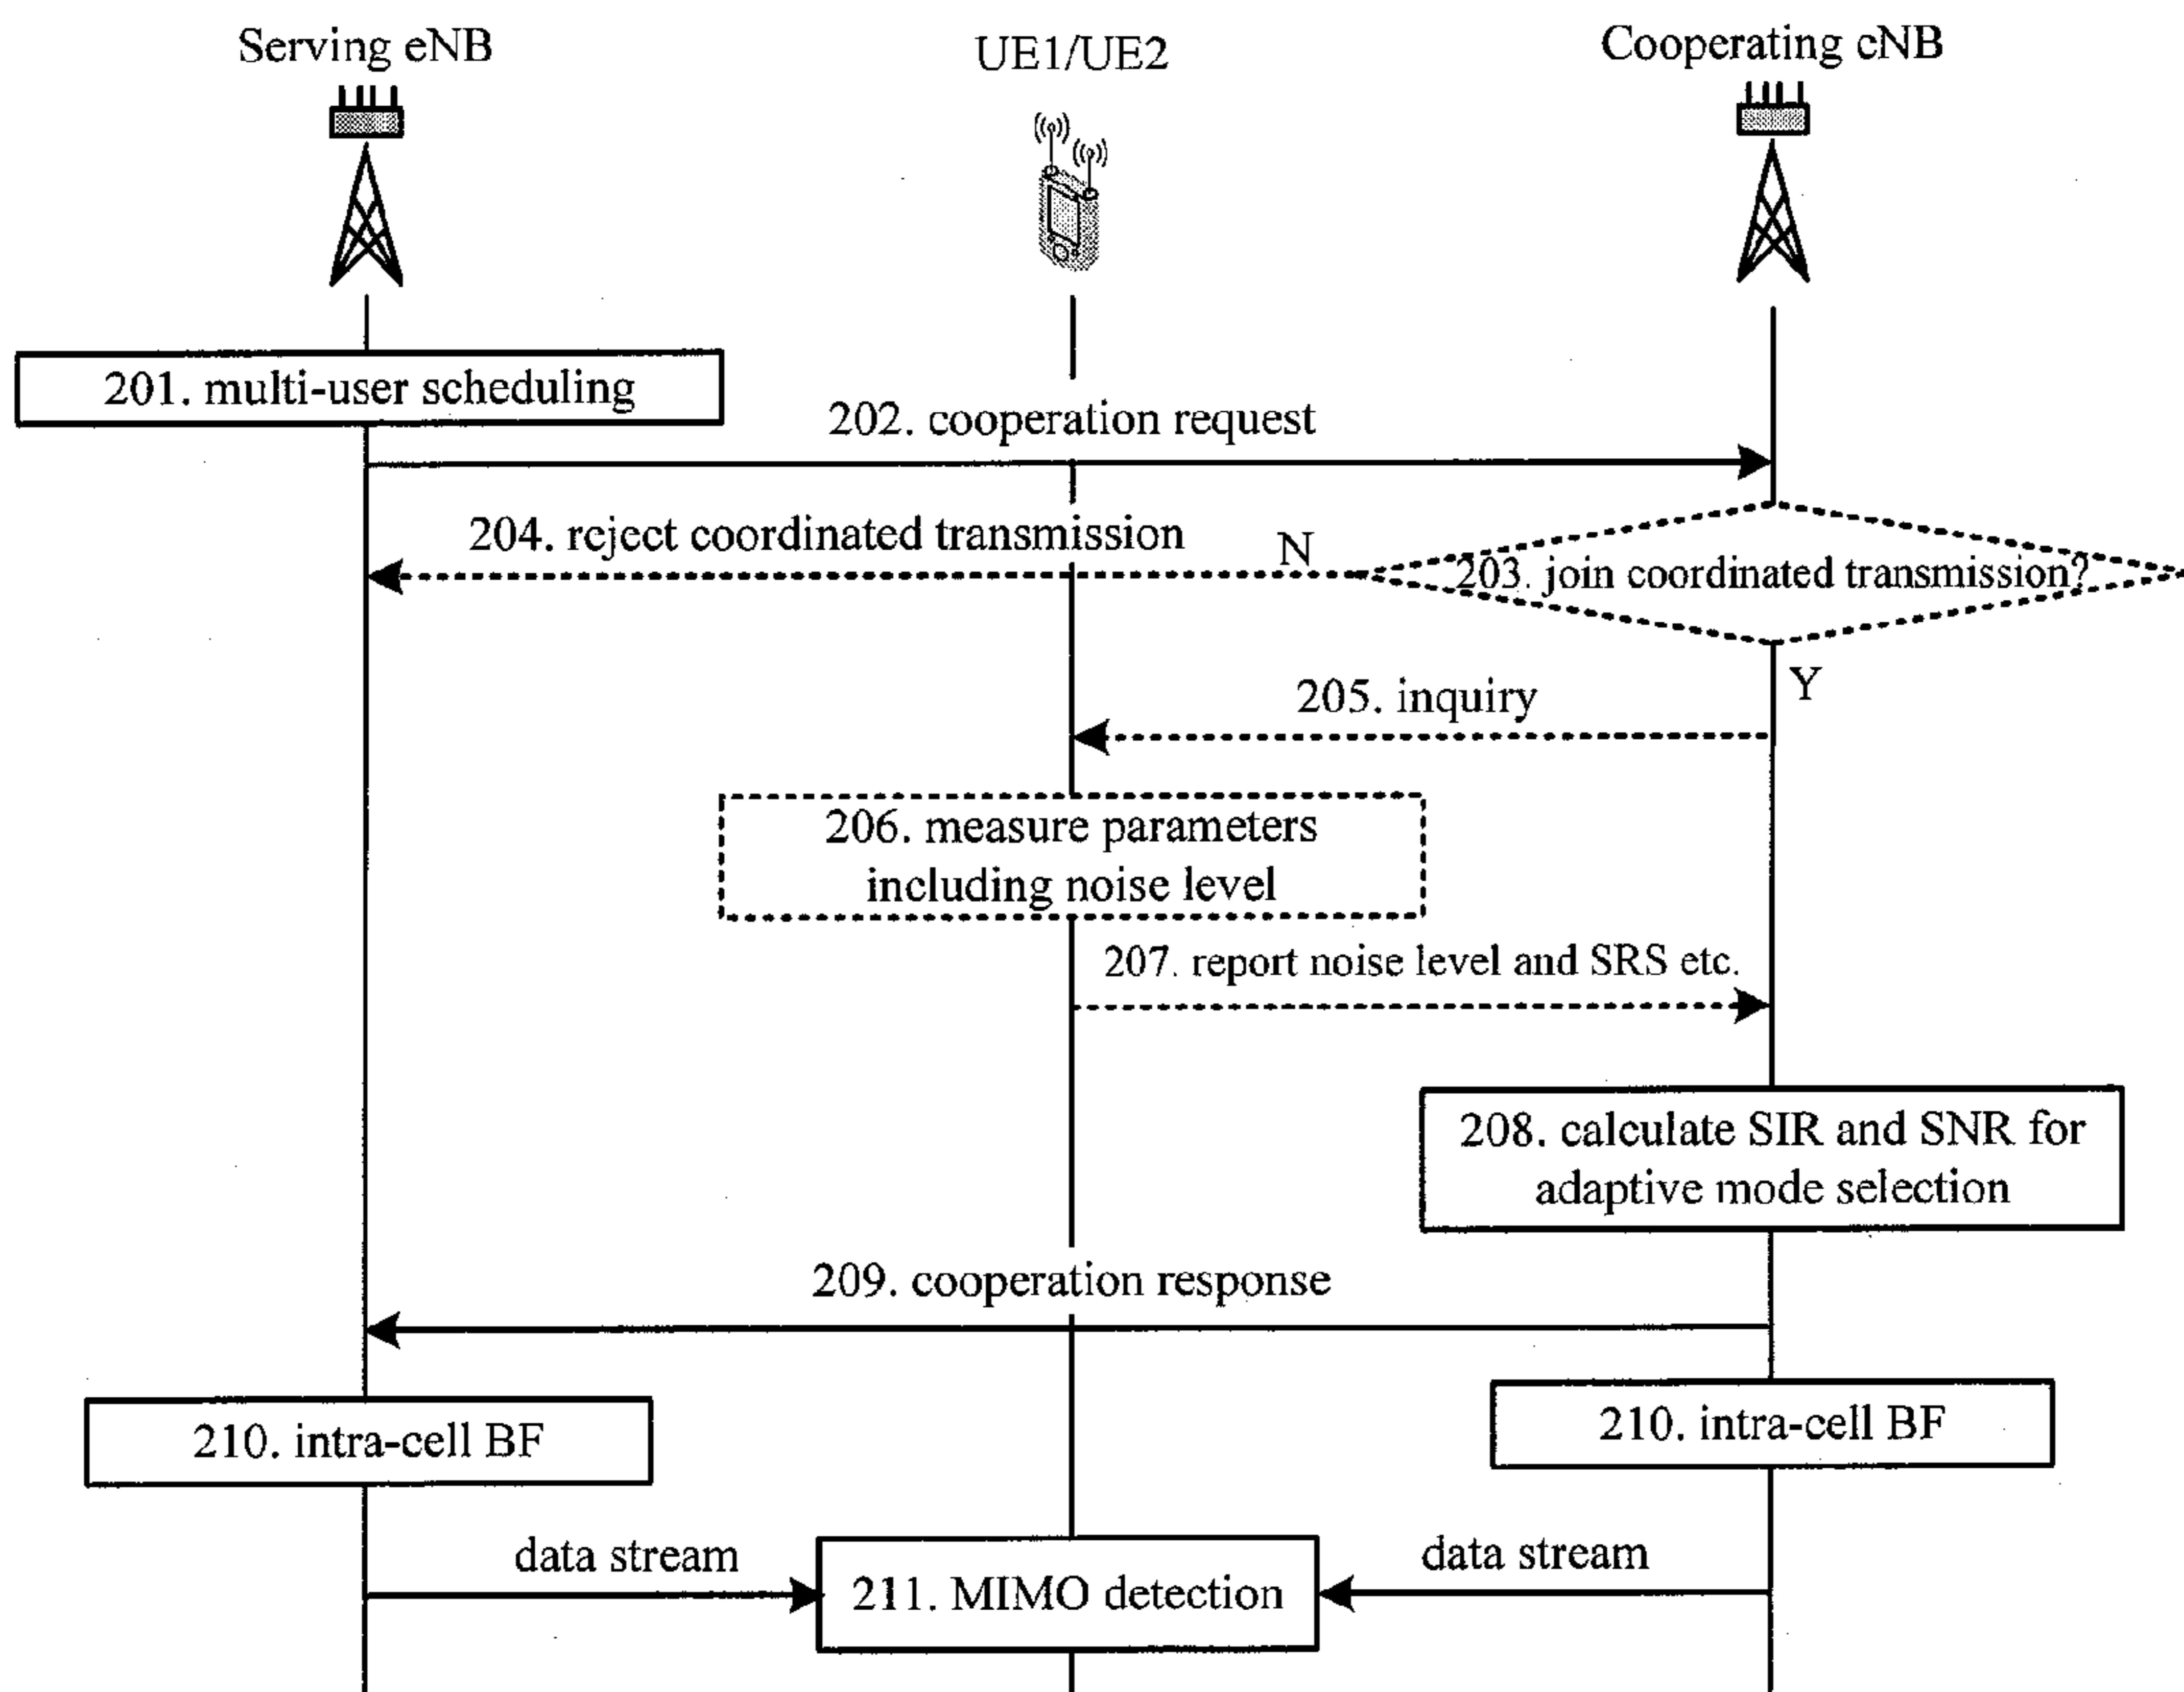 Serving eNB
UE1/UE2
Cooperating eNB
201. multi-user scheduling
202. cooperation request
204. reject coordinated transmission
N
203. join coordinated transmission?
Y
205. inquiry
206. measure parameters
including noise level
207. report noise level and SRS etc.
208. calculate SIR and SNR for
adaptive mode selection
209. cooperation response
210. intra-cell BF
210. intra-cell BF
data stream
data stream
211. MIMO detection